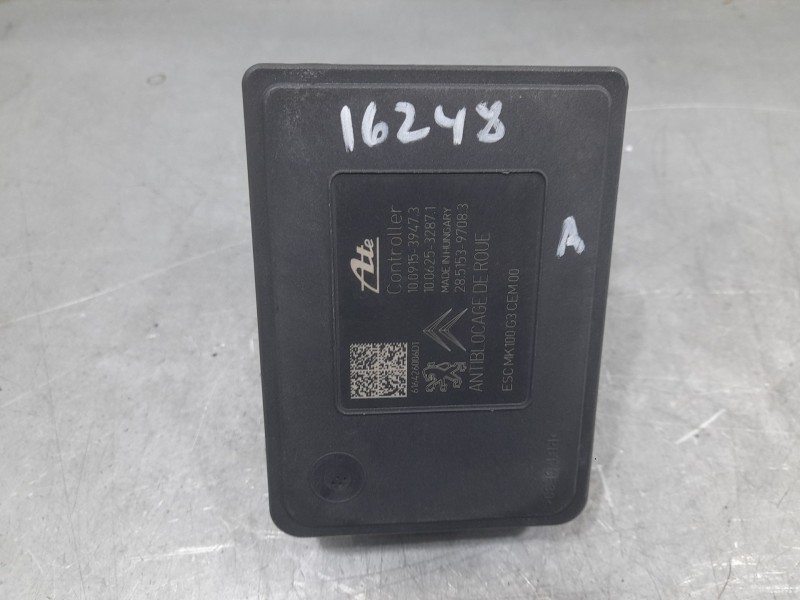 16248
Ate
Controller
10.0915-3947.3
10.0625-3287.1
MADE IN HUNGARY
28.5153-9708.3
ANTIBLOCAGE DE ROUE
ESC MK100 G3 CEM 00